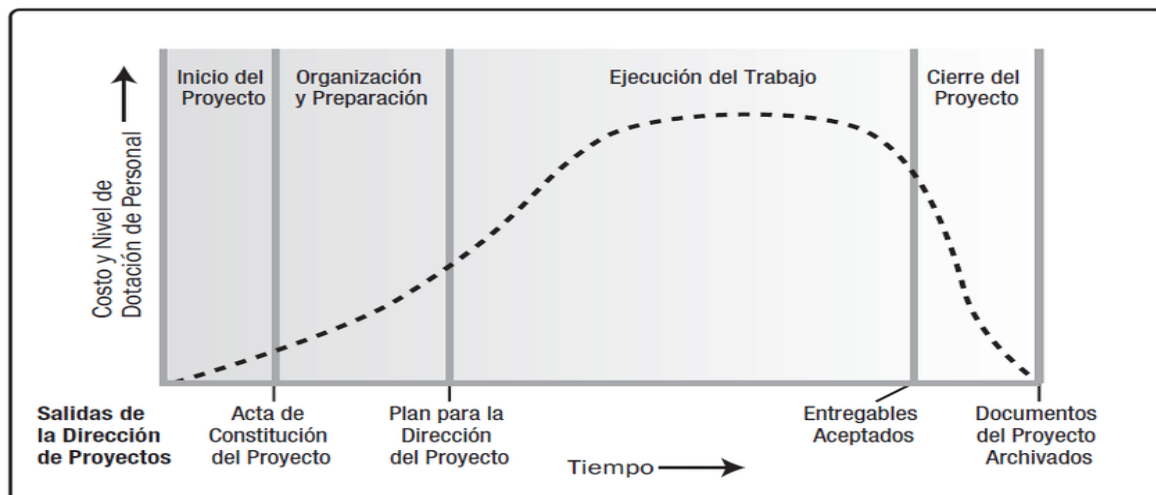 Inicio del
Proyecto
Organización
y Preparación
Ejecución del Trabajo
Cierre del
Proyecto
Costo y Nivel de
Dotación de Personal
Salidas de
la Dirección
de Proyectos
Acta de
Constitución
del Proyecto
Plan para la
Dirección
del Proyecto
Entregables
Aceptados
Documentos
del Proyecto
Archivados
Tiempo